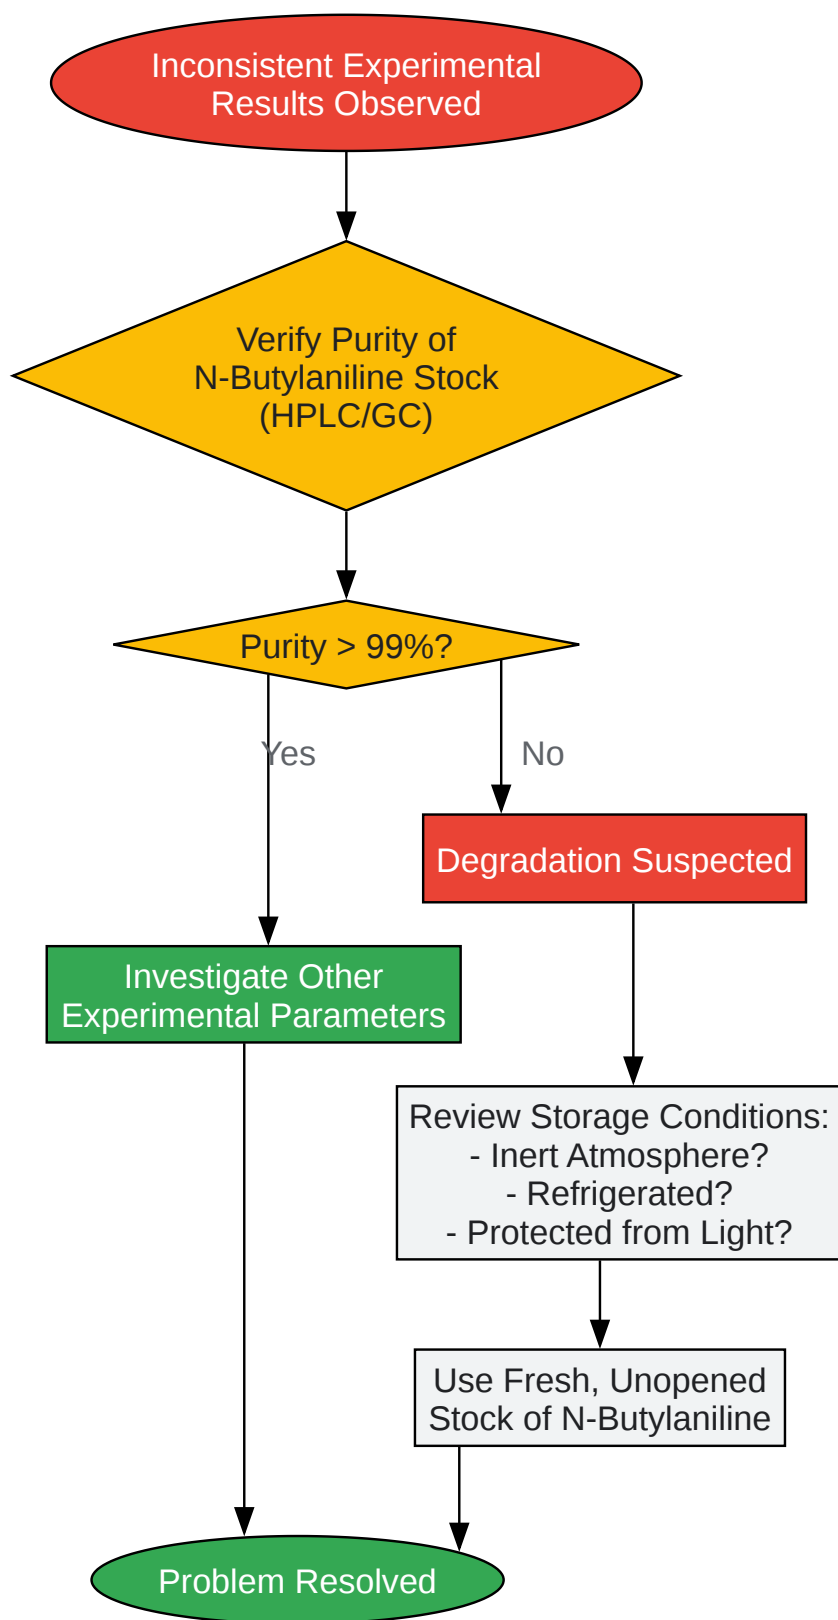 Inconsistent Experimental
Results Observed
Verify Purity of
N-Butylaniline Stock
(HPLC/GC)
Purity > 99%?
Yes
No
Degradation Suspected
Investigate Other
Experimental Parameters
Review Storage Conditions:
- Inert Atmosphere?
- Refrigerated?
- Protected from Light?
Use Fresh, Unopened
Stock of N-Butylaniline
Problem Resolved